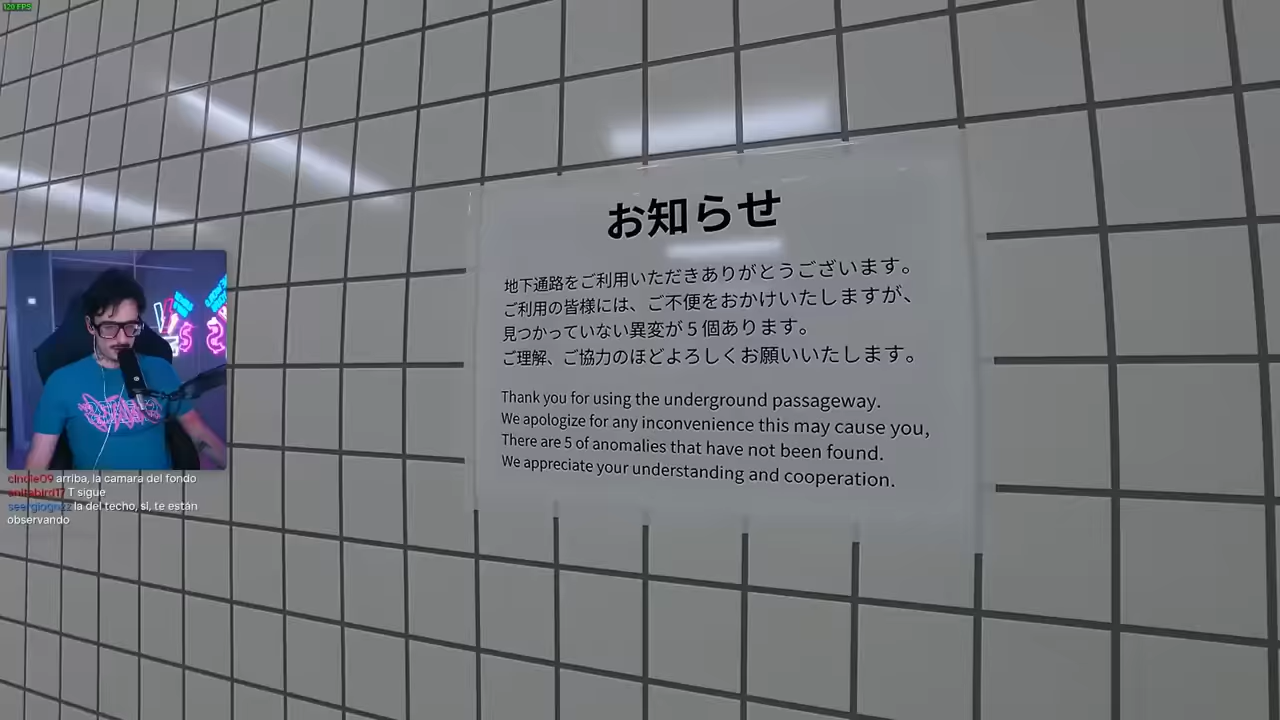 120 FPS
お知らせ
地下通路をご利用いただきありがとうございます。
ご利用の皆様には、ご不便をおかけいたしますが、
見つかっていない異変が5個あります。
ご理解、ご協力のほどよろしくお願いいたします。
Thank you for using the underground passageway.
We apologize for any inconvenience this may cause you,
There are 5 of anomalies that have not been found.
We appreciate your understanding and cooperation.
cindie09 arriba, la camara del fondo
T sigue
la del techo, si, te están
observando